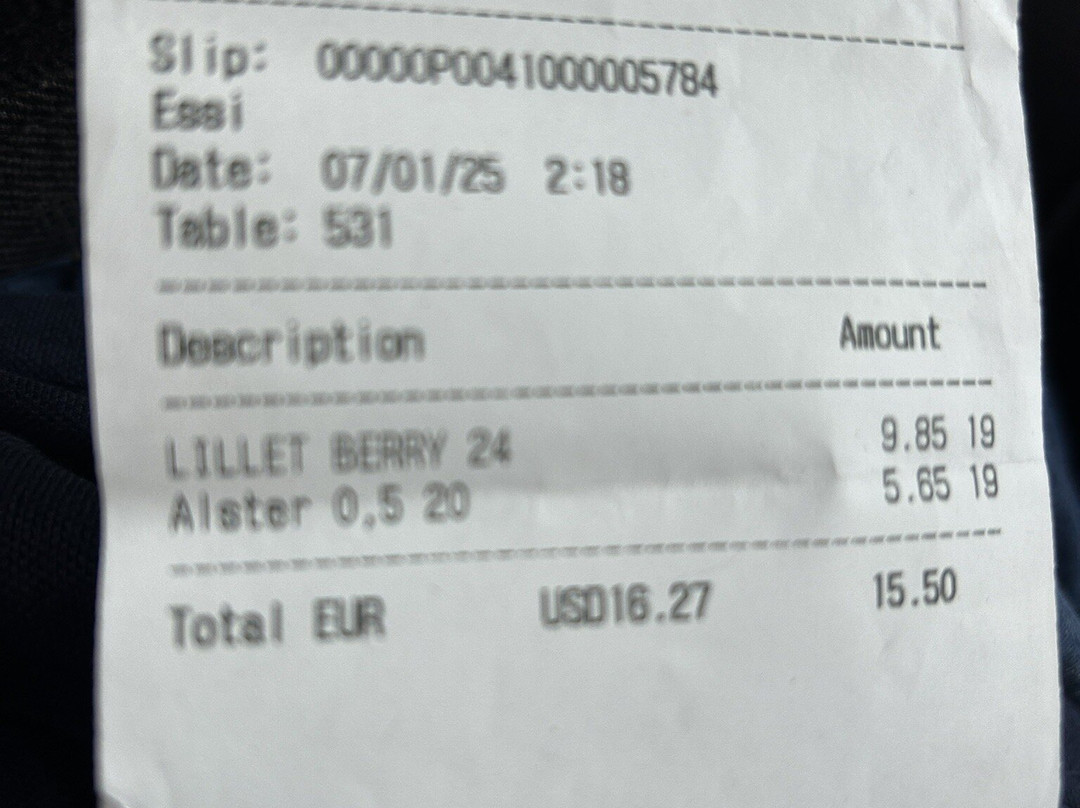 Slip: 00000P0041000005784
Essi
Date: 07/01/25 2:18
Table: 531
Description Amount
LILLET BERRY 24 9.85 19
Alster 0,5 20 5.65 19
Total EUR USD16.27 15.50